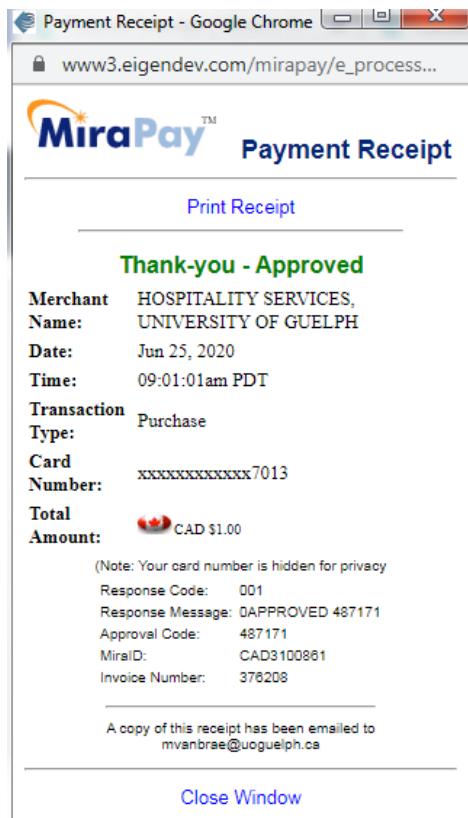 Payment Receipt - Google Chrome
www3.eigendev.com/mirapay/e_process...
MiraPay™
Payment Receipt
Print Receipt
Thank-you - Approved
Merchant Name: HOSPITALITY SERVICES,
UNIVERSITY OF GUELPH
Date: Jun 25, 2020
Time: 09:01:01am PDT
Transaction Type: Purchase
Card Number: xxxxxxxxxxxx7013
Total Amount: CAD $1.00
(Note: Your card number is hidden for privacy
Response Code: 001
Response Message: 0APPROVED 487171
Approval Code: 487171
MiraID: CAD3100861
Invoice Number: 376208
A copy of this receipt has been emailed to
mvanbrae@uoguelph.ca
Close Window